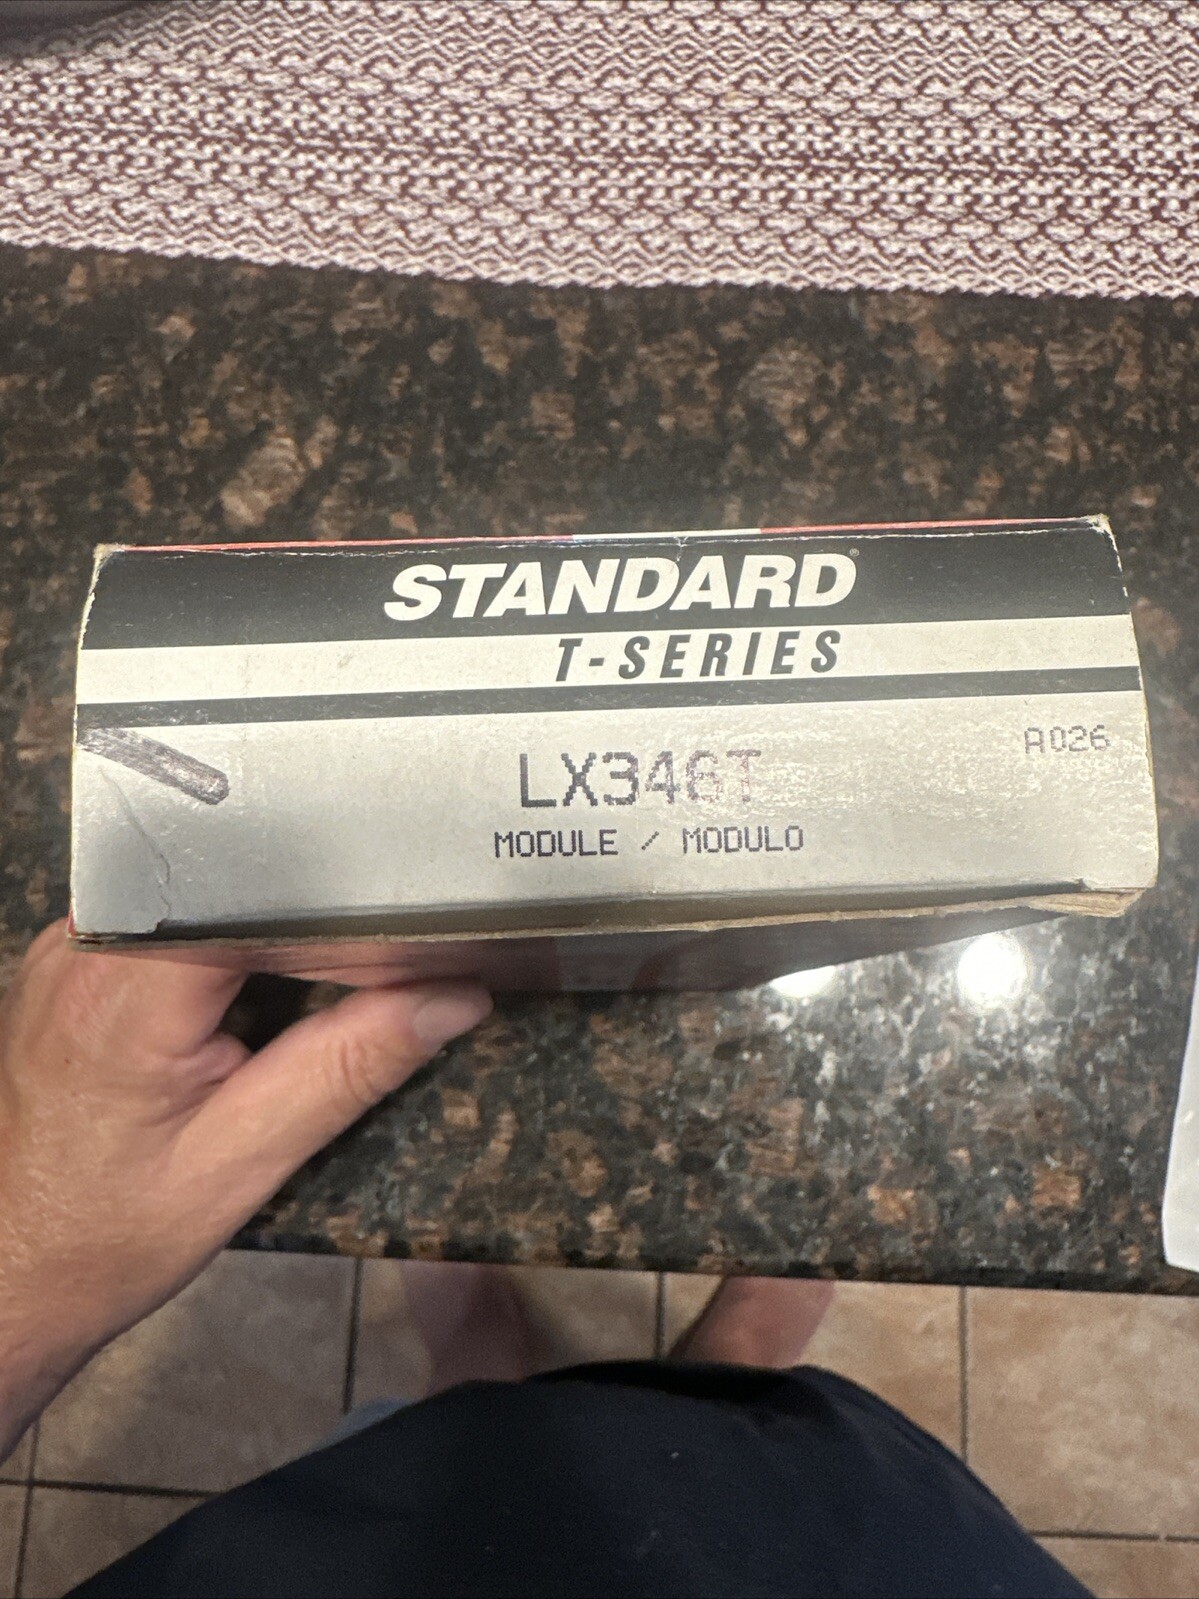 STANDARD®
T-SERIES
A026
LX346T
MODULE / MODULO